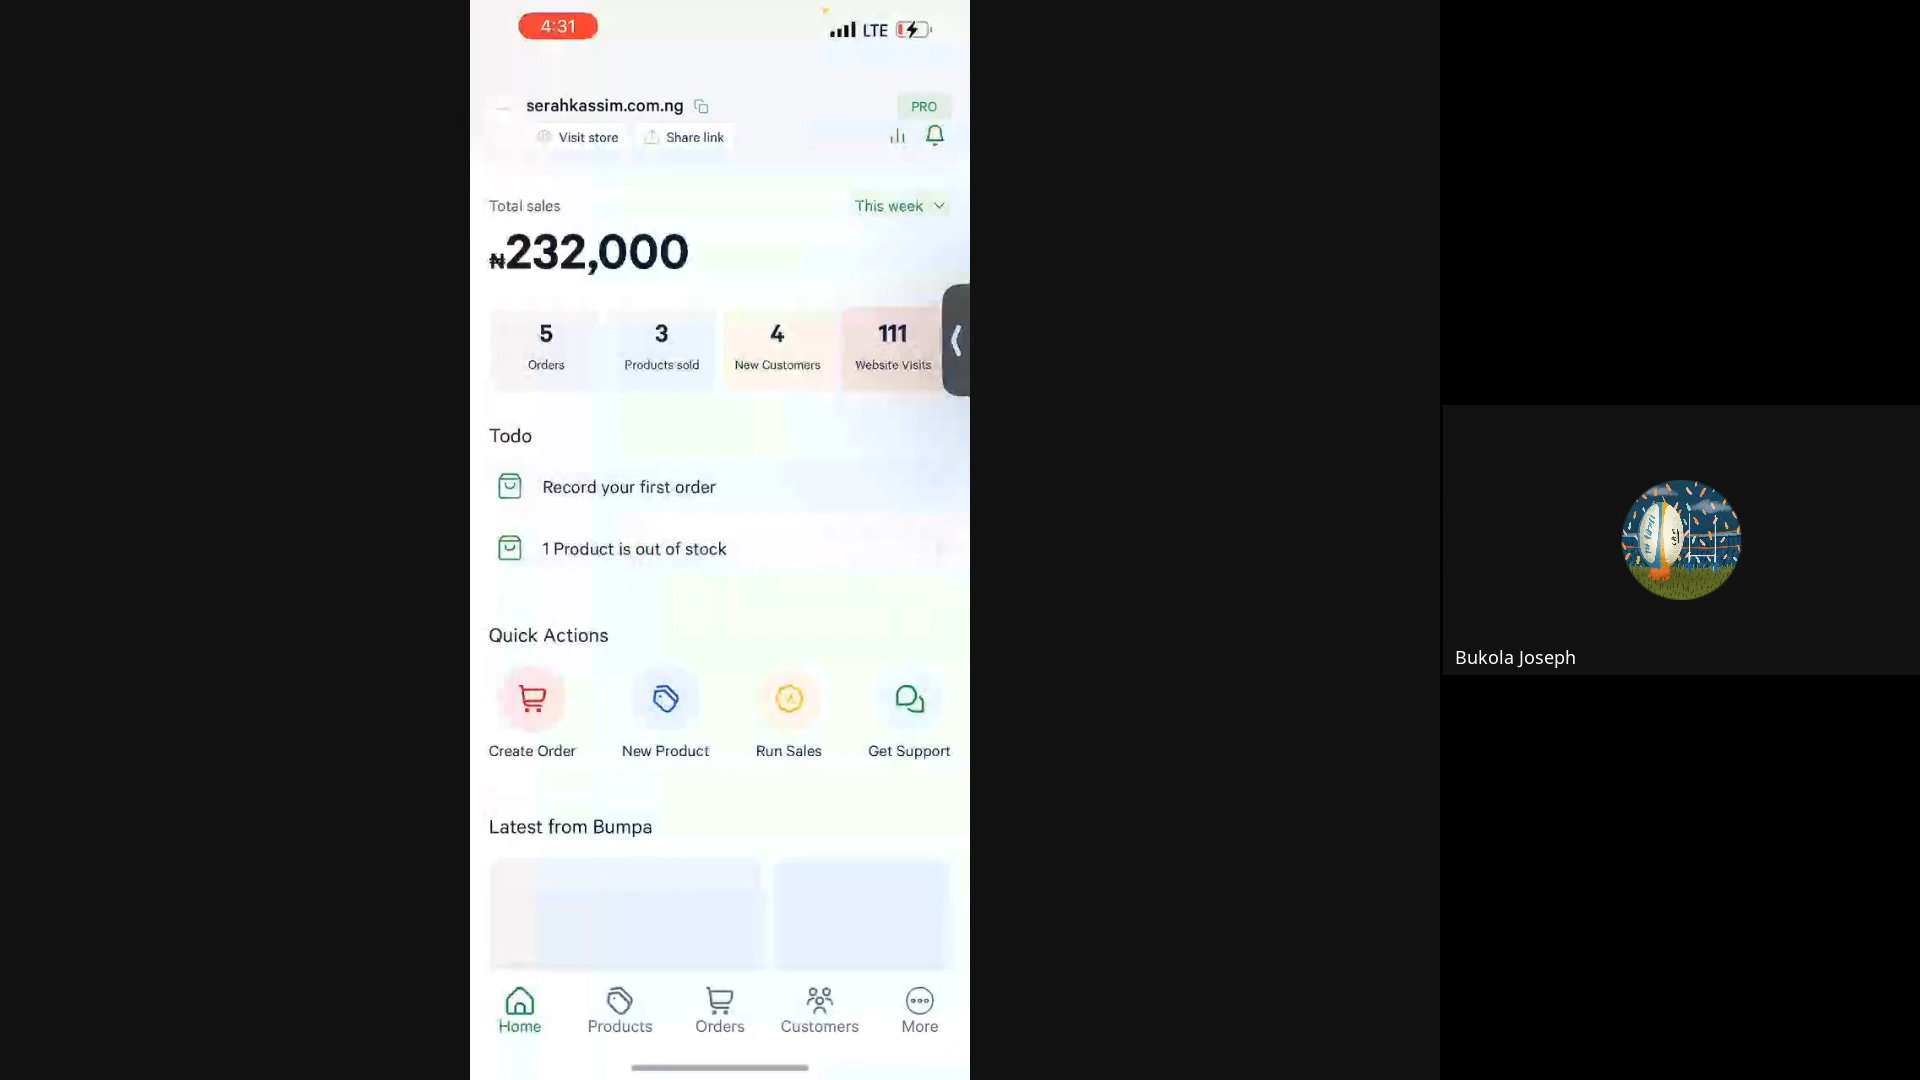 4:31
LTE
serahkassim.com.ng
PRO
Visit store
Share link
Total sales
This week
₦232,000
5
3
4
111
Orders
Products sold
New Customers
Website Visits
Todo
Record your first order
1 Product is out of stock
Quick Actions
Create Order
New Product
Run Sales
Get Support
Bukola Joseph
Latest from Bumpa
Home
Products
Orders
Customers
More